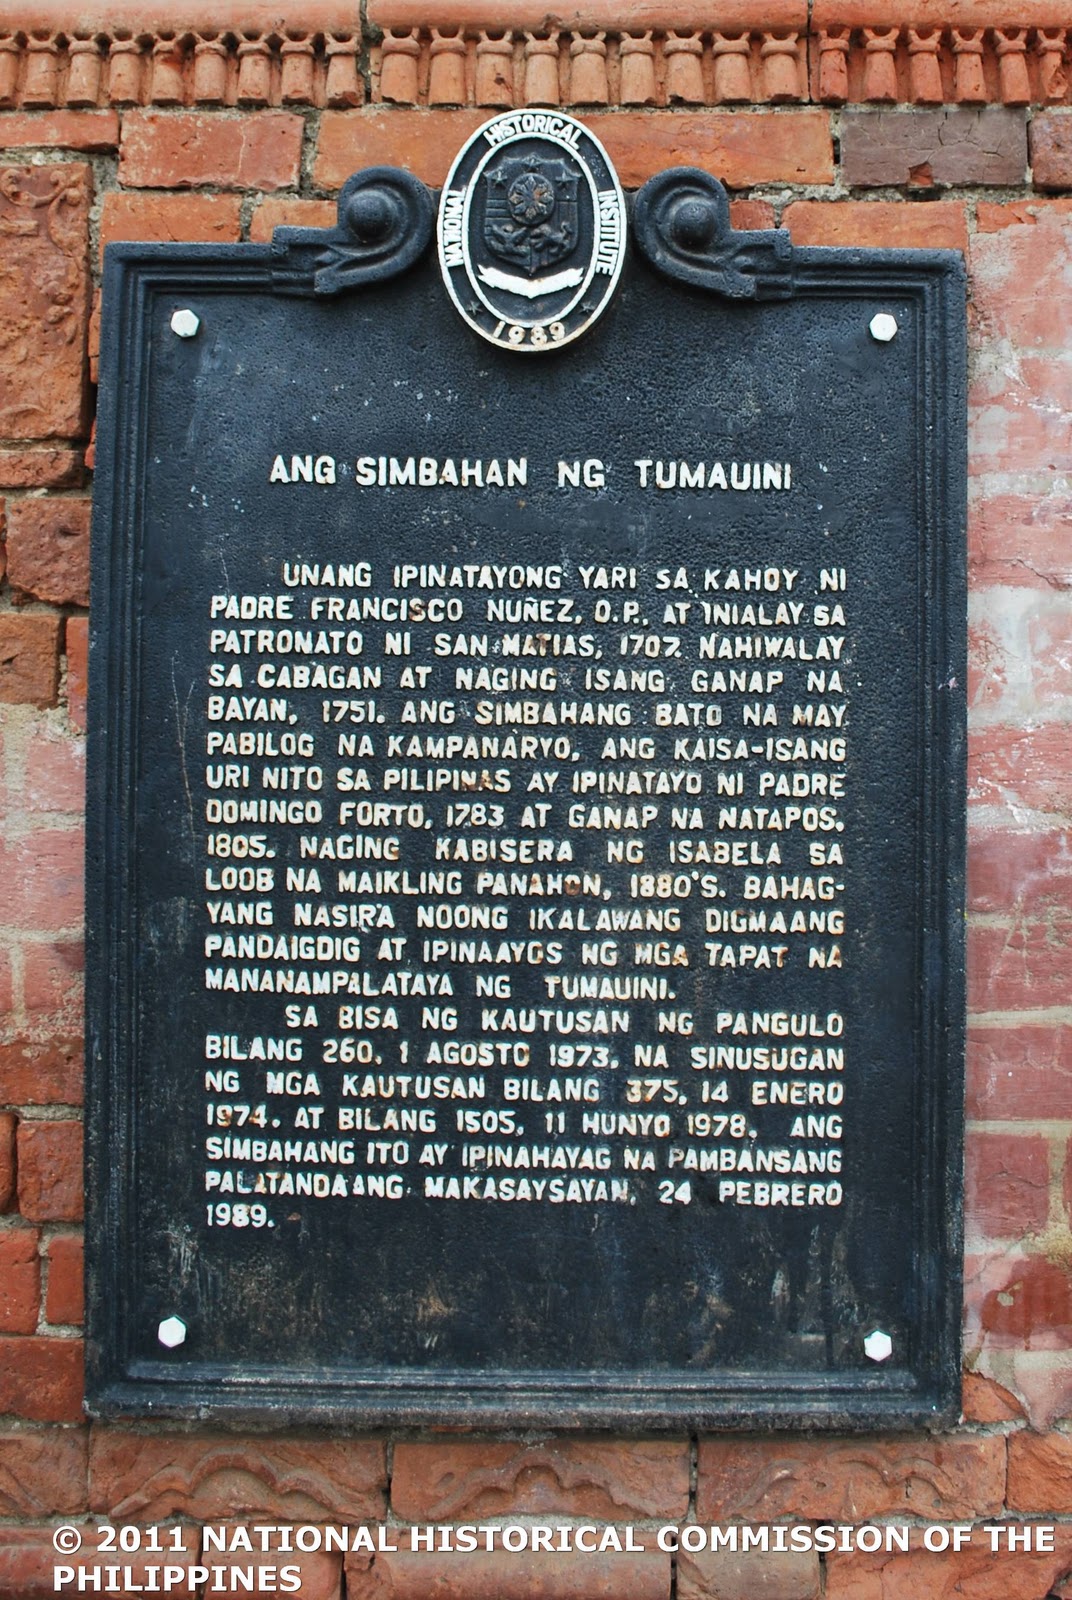 NATIONAL HISTORICAL INSTITUTE
1989
ANG SIMBAHAN NG TUMAUINI
UNANG IPINATAYONG YARI SA KAHOY NI
PADRE FRANCISCO NUÑEZ, O.P., AT INIALAY SA
PATRONATO NI SAN MATIAS, 1707. NAHIWALAY
SA CABAGAN AT NAGING ISANG GANAP NA
BAYAN, 1751. ANG SIMBAHANG BATO NA MAY
PABILOG NA KAMPANARYO, ANG KAISA-ISANG
URI NITO SA PILIPINAS AY IPINATAYO NI PADRE
DOMINGO FORTO, 1783 AT GANAP NA NATAPOS,
1805. NAGING KABISERA NG ISABELA SA
LOOB NA MAIKLING PANAHON, 1880'S. BAHAG-
YANG NASIRA NOONG IKALAWANG DIGMAANG
PANDAIGDIG AT IPINAAYOS NG MGA TAPAT NA
MANANAMPALATAYA NG TUMAUINI.
SA BISA NG KAUTUSAN NG PANGULO
BILANG 260, 1 AGOSTO 1973, NA SINUSUGAN
NG MGA KAUTUSAN BILANG 375, 14 ENERO
1974, AT BILANG 1505, 11 HUNYO 1978, ANG
SIMBAHANG ITO AY IPINAHAYAG NA PAMBANSANG
PALATANDAANG MAKASAYSAYAN, 24 PEBRERO
1989.
© 2011 NATIONAL HISTORICAL COMMISSION OF THE
PHILIPPINES